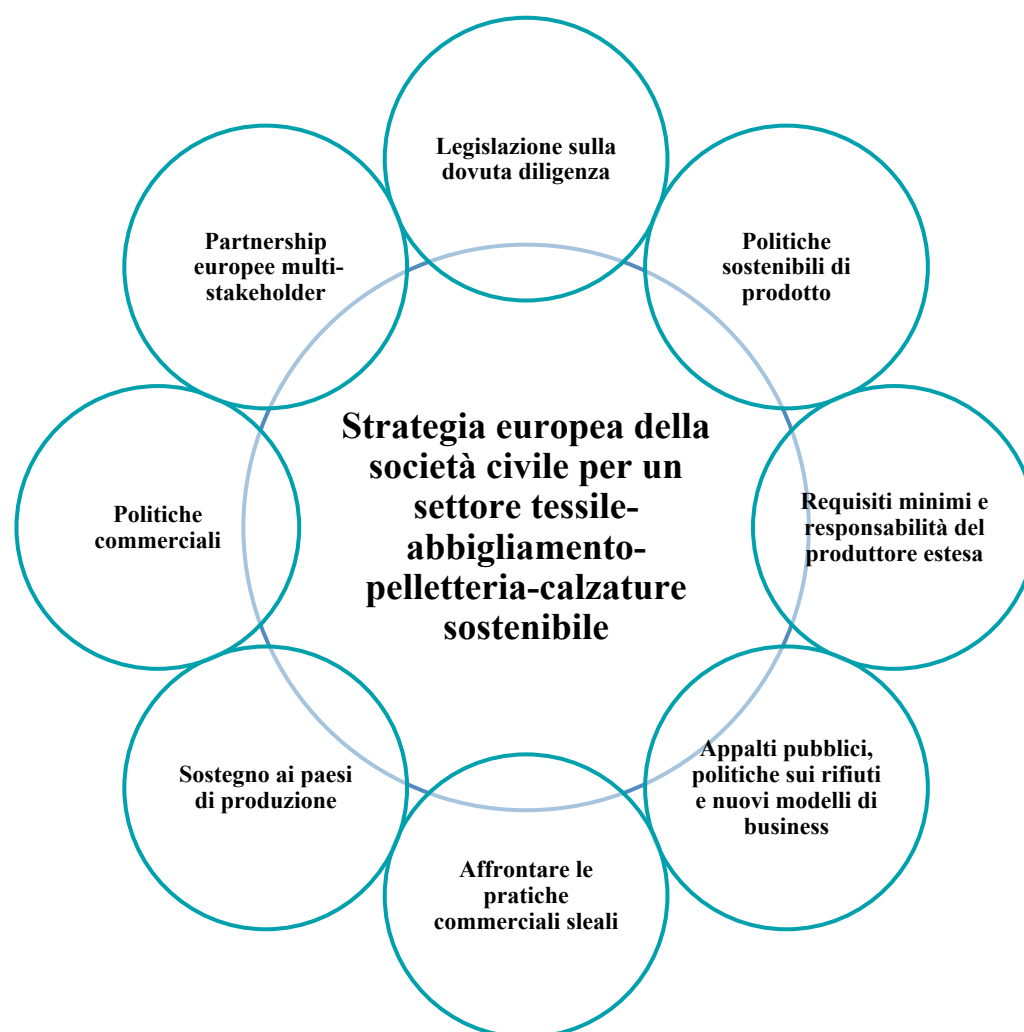 Legislazione sulla
dovuta diligenza
Politiche
sostenibili di
prodotto
Requisiti minimi e
responsabilità del
produttore estesa
Appalti pubblici,
politiche sui rifiuti
e nuovi modelli di
business
Affrontare le
pratiche
commerciali sleali
Sostegno ai paesi
di produzione
Politiche
commerciali
Partnership
europee multi-
stakeholder
Strategia europea della
società civile per un
settore tessile-
abbigliamento-
pelletteria-calzature
sostenibile